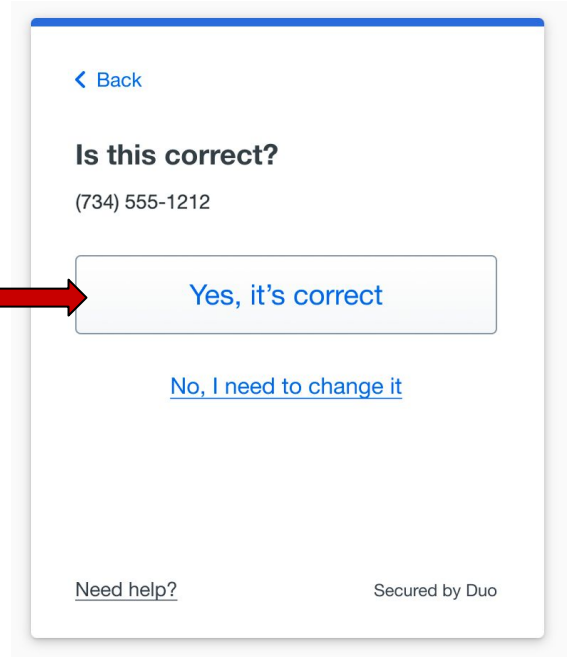 Back
Is this correct?
(734) 555-1212
Yes, it’s correct
No, I need to change it
Need help?
Secured by Duo